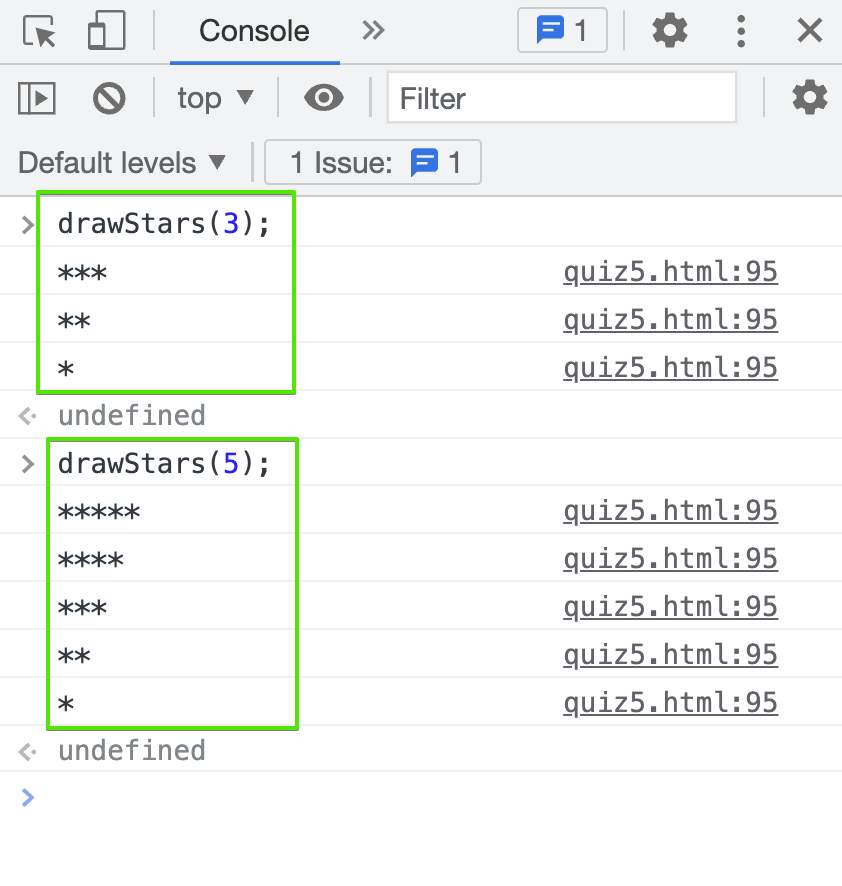 Console 1
top Filter
Default levels 1 Issue: 1
drawStars(3);
*** quiz5.html:95
** quiz5.html:95
* quiz5.html:95
undefined
drawStars(5);
***** quiz5.html:95
**** quiz5.html:95
*** quiz5.html:95
** quiz5.html:95
* quiz5.html:95
undefined